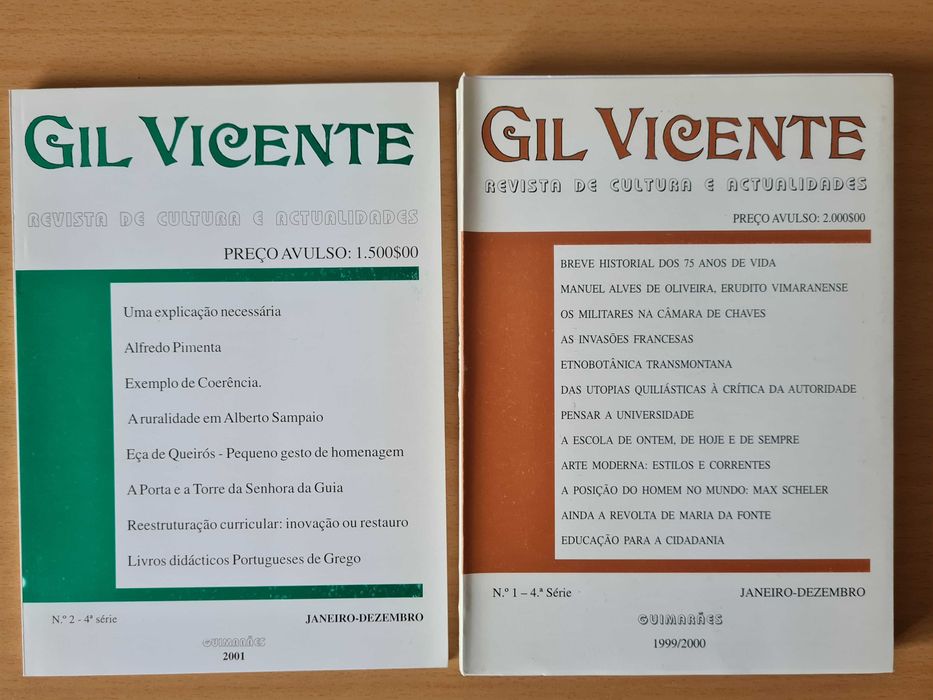 GIL VICENTE
REVISTA DE CULTURA E ACTUALIDADES
PREÇO AVULSO: 1.500$00
Uma explicação necessária
Alfredo Pimenta
Exemplo de Coerência.
A ruralidade em Alberto Sampaio
Eça de Queirós - Pequeno gesto de homenagem
A Porta e a Torre da Senhora da Guia
Reestruturação curricular: inovação ou restauro
Livros didácticos Portugueses de Grego
N.º 2 - 4ª série JANEIRO-DEZEMBRO
GUIMARÃES
2001
GIL VICENTE
REVISTA DE CULTURA E ACTUALIDADES
PREÇO AVULSO: 2.000$00
BREVE HISTORIAL DOS 75 ANOS DE VIDA
MANUEL ALVES DE OLIVEIRA, ERUDITO VIMARANENSE
OS MILITARES NA CÂMARA DE CHAVES
AS INVASÕES FRANCESAS
ETNOBOTÂNICA TRANSMONTANA
DAS UTOPIAS QUILIÁSTICAS À CRÍTICA DA AUTORIDADE
PENSAR A UNIVERSIDADE
A ESCOLA DE ONTEM, DE HOJE E DE SEMPRE
ARTE MODERNA: ESTILOS E CORRENTES
A POSIÇÃO DO HOMEM NO MUNDO: MAX SCHELER
AINDA A REVOLTA DE MARIA DA FONTE
EDUCAÇÃO PARA A CIDADANIA
N.º 1 – 4.ª Série JANEIRO-DEZEMBRO
GUIMARÃES
1999/2000